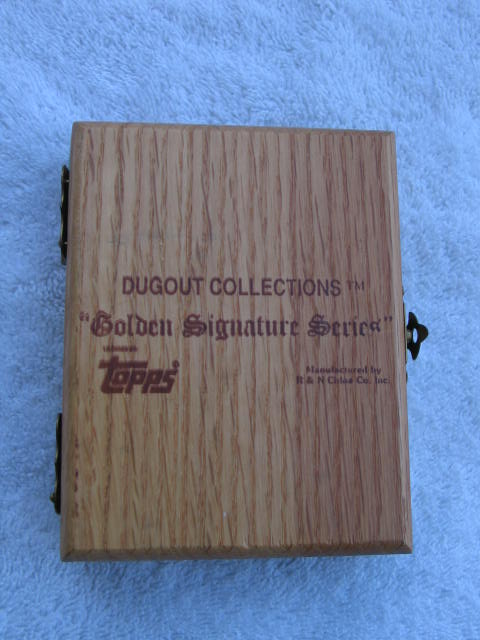 DUGOUT COLLECTIONS™
"Golden Signature Series"
topps®
Manufactured by
R & N China Co. Inc.